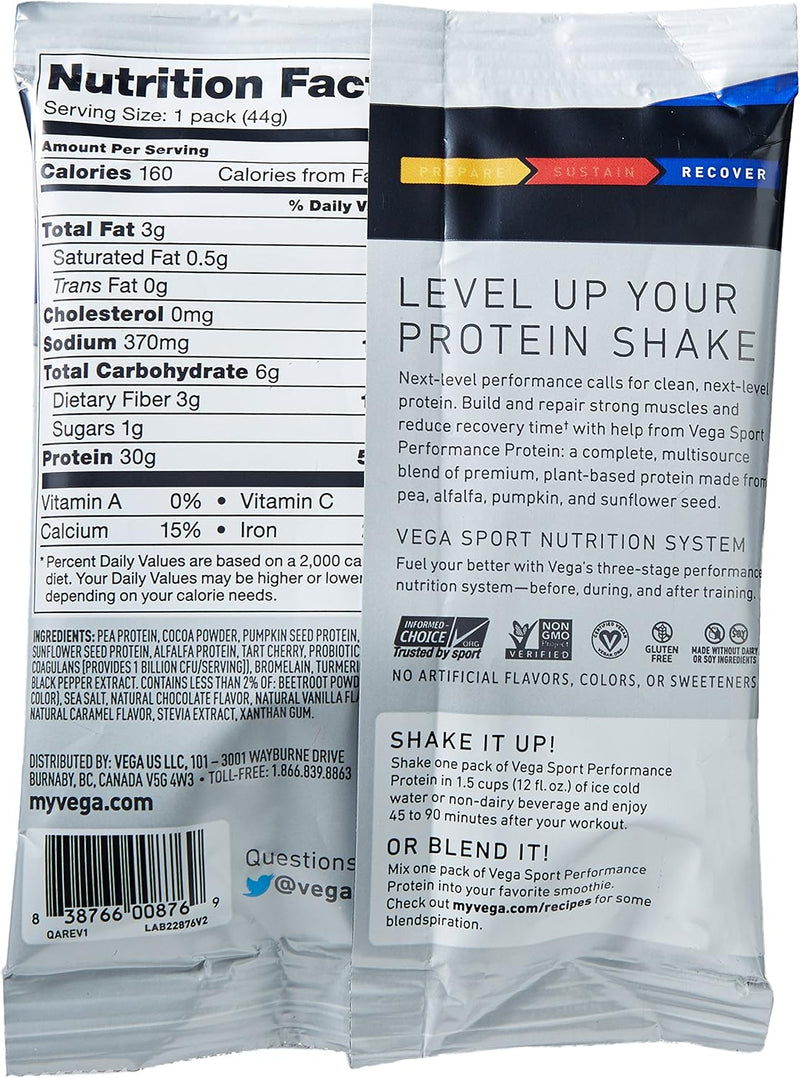 Nutrition Fac
Serving Size: 1 pack (44g)
Amount Per Serving
Calories 160 Calories from Fa
% Daily V
Total Fat 3g
Saturated Fat 0.5g
Trans Fat 0g
Cholesterol 0mg
Sodium 370mg
Total Carbohydrate 6g
Dietary Fiber 3g
Sugars 1g
Protein 30g 5
Vitamin A 0% • Vitamin C
Calcium 15% • Iron
*Percent Daily Values are based on a 2,000 ca
diet. Your Daily Values may be higher or lower
depending on your calorie needs.
INGREDIENTS: PEA PROTEIN, COCOA POWDER, PUMPKIN SEED PROTEIN,
SUNFLOWER SEED PROTEIN, ALFALFA PROTEIN, TART CHERRY, PROBIOTIC
COAGULANS [PROVIDES 1 BILLION CFU/SERVING]), BROMELAIN, TURMERI
BLACK PEPPER EXTRACT. CONTAINS LESS THAN 2% OF: BEETROOT POWD
COLOR), SEA SALT, NATURAL CHOCOLATE FLAVOR, NATURAL VANILLA FLA
NATURAL CARAMEL FLAVOR, STEVIA EXTRACT, XANTHAN GUM.
DISTRIBUTED BY: VEGA US LLC, 101 – 3001 WAYBURNE DRIVE
BURNABY, BC, CANADA V5G 4W3 • TOLL-FREE: 1.866.839.8863
myvega.com
8 38766 00876 9
QAREV1 LAB22876V2
Questions
@vega
PREPARE SUSTAIN RECOVER
LEVEL UP YOUR
PROTEIN SHAKE
Next-level performance calls for clean, next-level
protein. Build and repair strong muscles and
reduce recovery time† with help from Vega Sport
Performance Protein: a complete, multisource
blend of premium, plant-based protein made from
pea, alfalfa, pumpkin, and sunflower seed.
VEGA SPORT NUTRITION SYSTEM
Fuel your better with Vega's three-stage performance
nutrition system—before, during, and after training.
INFORMED-
CHOICE
.ORG
Trusted by sport
NON
GMO
Project
VERIFIED
CERTIFIED VEGAN
VEGAN.ORG
GLUTEN
FREE
SOY
MADE WITHOUT DAIRY
OR SOY INGREDIENTS
NO ARTIFICIAL FLAVORS, COLORS, OR SWEETENERS
SHAKE IT UP!
Shake one pack of Vega Sport Performance
Protein in 1.5 cups (12 fl. oz.) of ice cold
water or non-dairy beverage and enjoy
45 to 90 minutes after your workout.
OR BLEND IT!
Mix one pack of Vega Sport Performance
Protein into your favorite smoothie.
Check out myvega.com/recipes for some
blendspiration.